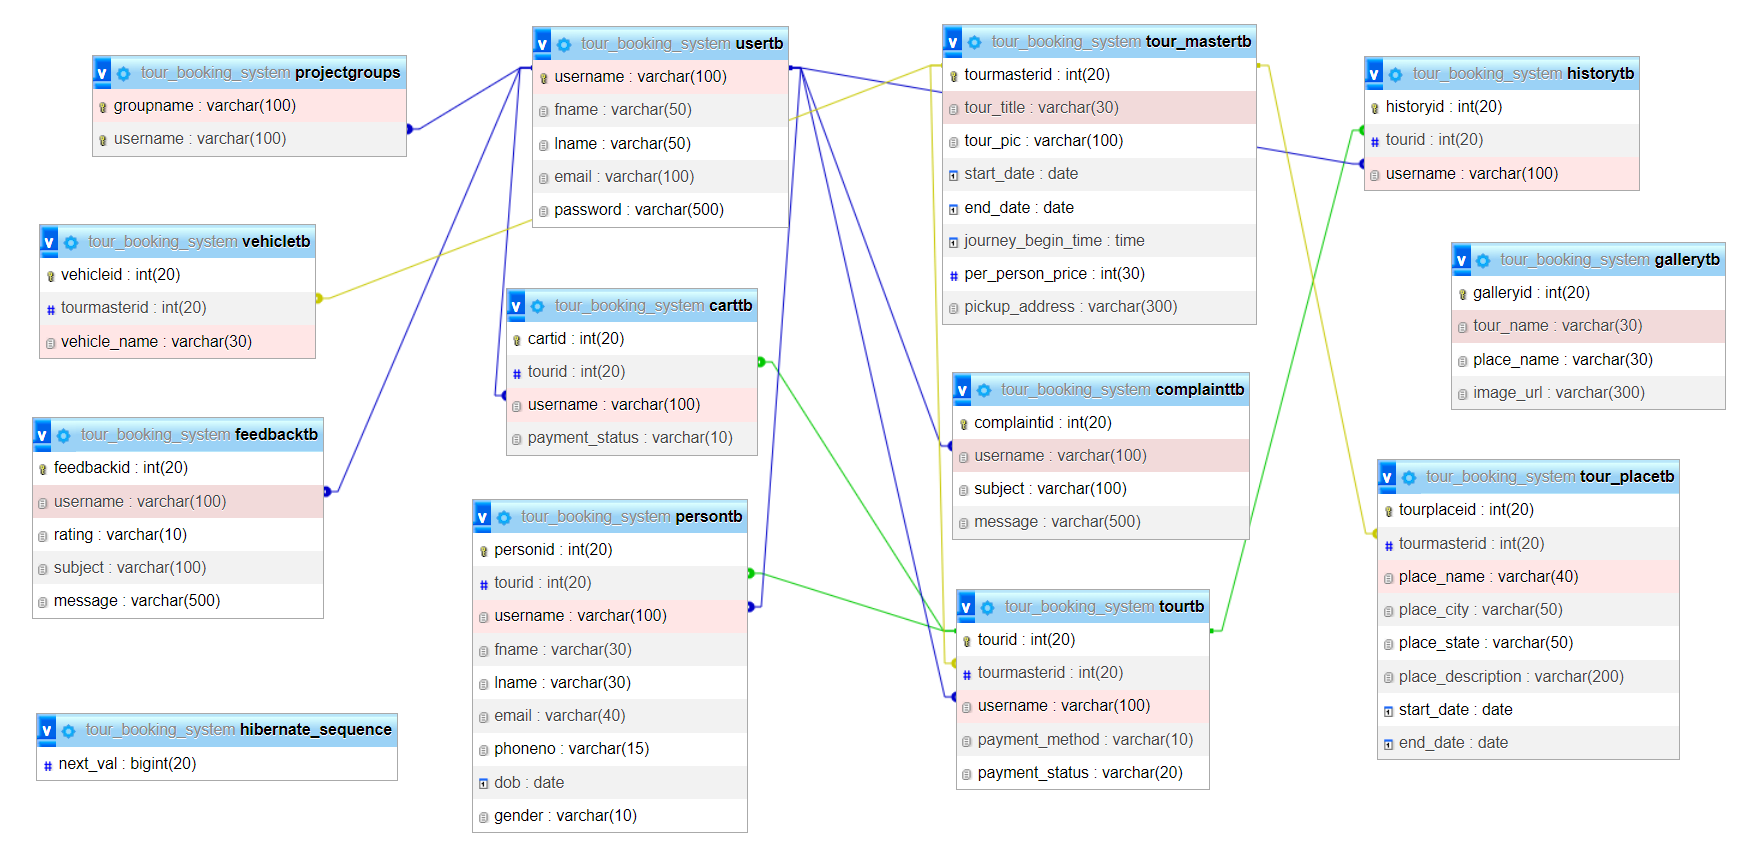 v tour_booking_system projectgroups
groupname : varchar(100)
username : varchar(100)
v tour_booking_system usertb
username : varchar(100)
fname : varchar(50)
lname : varchar(50)
email : varchar(100)
password : varchar(500)
v tour_booking_system tour_mastertb
tourmasterid : int(20)
tour_title : varchar(30)
tour_pic : varchar(100)
start_date : date
end_date : date
journey_begin_time : time
# per_person_price : int(30)
pickup_address : varchar(300)
v tour_booking_system historytb
historyid : int(20)
# tourid : int(20)
username : varchar(100)
v tour_booking_system vehicletb
vehicleid : int(20)
# tourmasterid : int(20)
vehicle_name : varchar(30)
v tour_booking_system gallerytb
galleryid : int(20)
tour_name : varchar(30)
place_name : varchar(30)
image_url : varchar(300)
v tour_booking_system carttb
cartid : int(20)
# tourid : int(20)
username : varchar(100)
payment_status : varchar(10)
v tour_booking_system complainttb
complaintid : int(20)
username : varchar(100)
subject : varchar(100)
message : varchar(500)
v tour_booking_system feedbacktb
feedbackid : int(20)
username : varchar(100)
rating : varchar(10)
subject : varchar(100)
message : varchar(500)
v tour_booking_system persontb
personid : int(20)
# tourid : int(20)
username : varchar(100)
fname : varchar(30)
lname : varchar(30)
email : varchar(40)
phoneno : varchar(15)
dob : date
gender : varchar(10)
v tour_booking_system tour_placetb
tourplaceid : int(20)
# tourmasterid : int(20)
place_name : varchar(40)
place_city : varchar(50)
place_state : varchar(50)
place_description : varchar(200)
start_date : date
end_date : date
v tour_booking_system tourtb
tourid : int(20)
# tourmasterid : int(20)
username : varchar(100)
payment_method : varchar(10)
payment_status : varchar(20)
v tour_booking_system hibernate_sequence
# next_val : bigint(20)